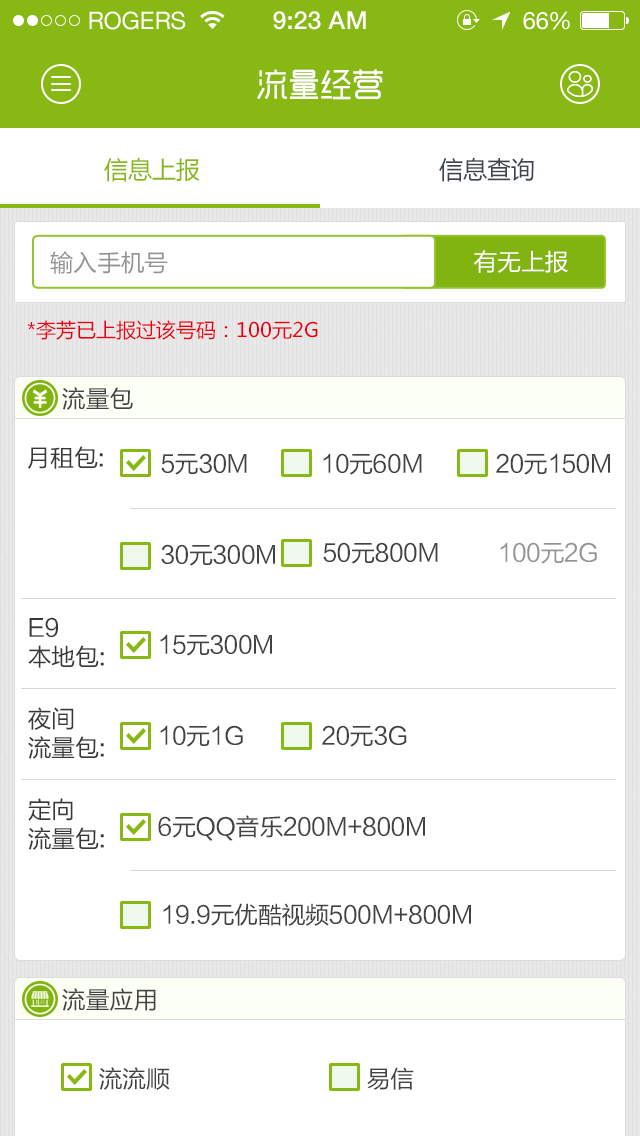 ROGERS 9:23 AM 66%
流量经营
信息上报 信息查询
输入手机号 有无上报
*李芳已上报过该号码：100元2G
流量包
月租包: 5元30M 10元60M 20元150M
30元300M 50元800M 100元2G
E9
本地包: 15元300M
夜间
流量包: 10元1G 20元3G
定向
流量包: 6元QQ音乐200M+800M
19.9元优酷视频500M+800M
流量应用
流流顺 易信